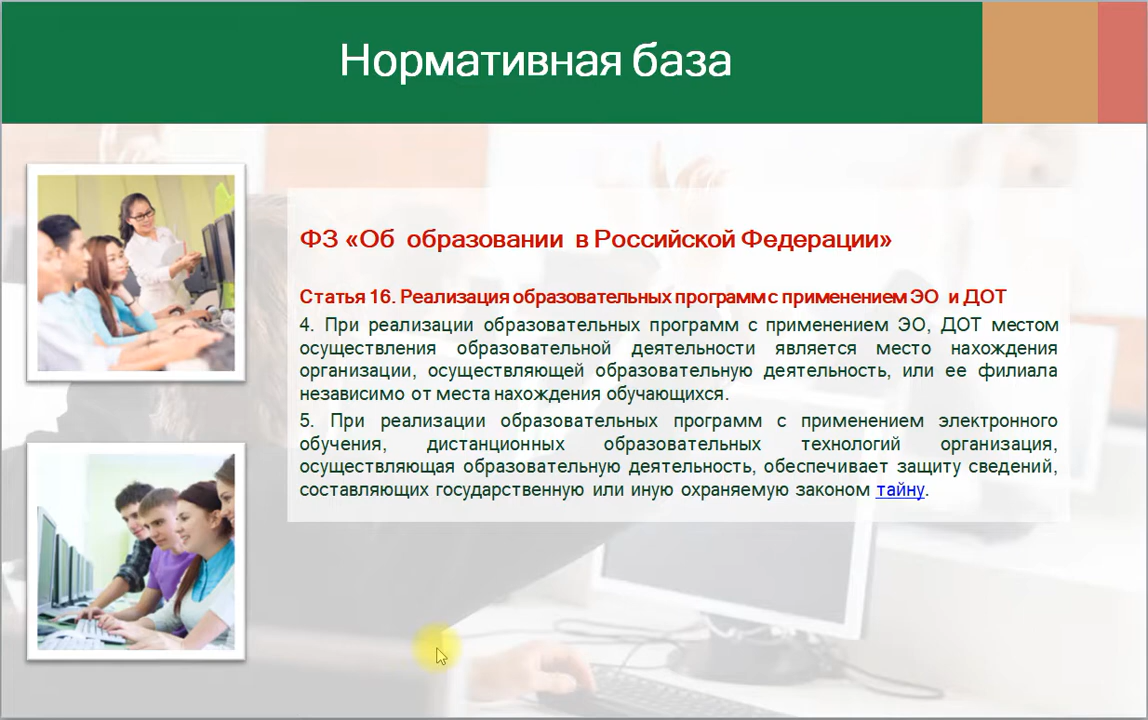 Нормативная база
ФЗ «Об образовании в Российской Федерации»
Статья 16. Реализация образовательных программ с применением ЭО и ДОТ
4. При реализации образовательных программ с применением ЭО, ДОТ местом
осуществления образовательной деятельности является место нахождения
организации, осуществляющей образовательную деятельность, или ее филиала
независимо от места нахождения обучающихся.
5. При реализации образовательных программ с применением электронного
обучения, дистанционных образовательных технологий организация,
осуществляющая образовательную деятельность, обеспечивает защиту сведений,
составляющих государственную или иную охраняемую законом тайну.